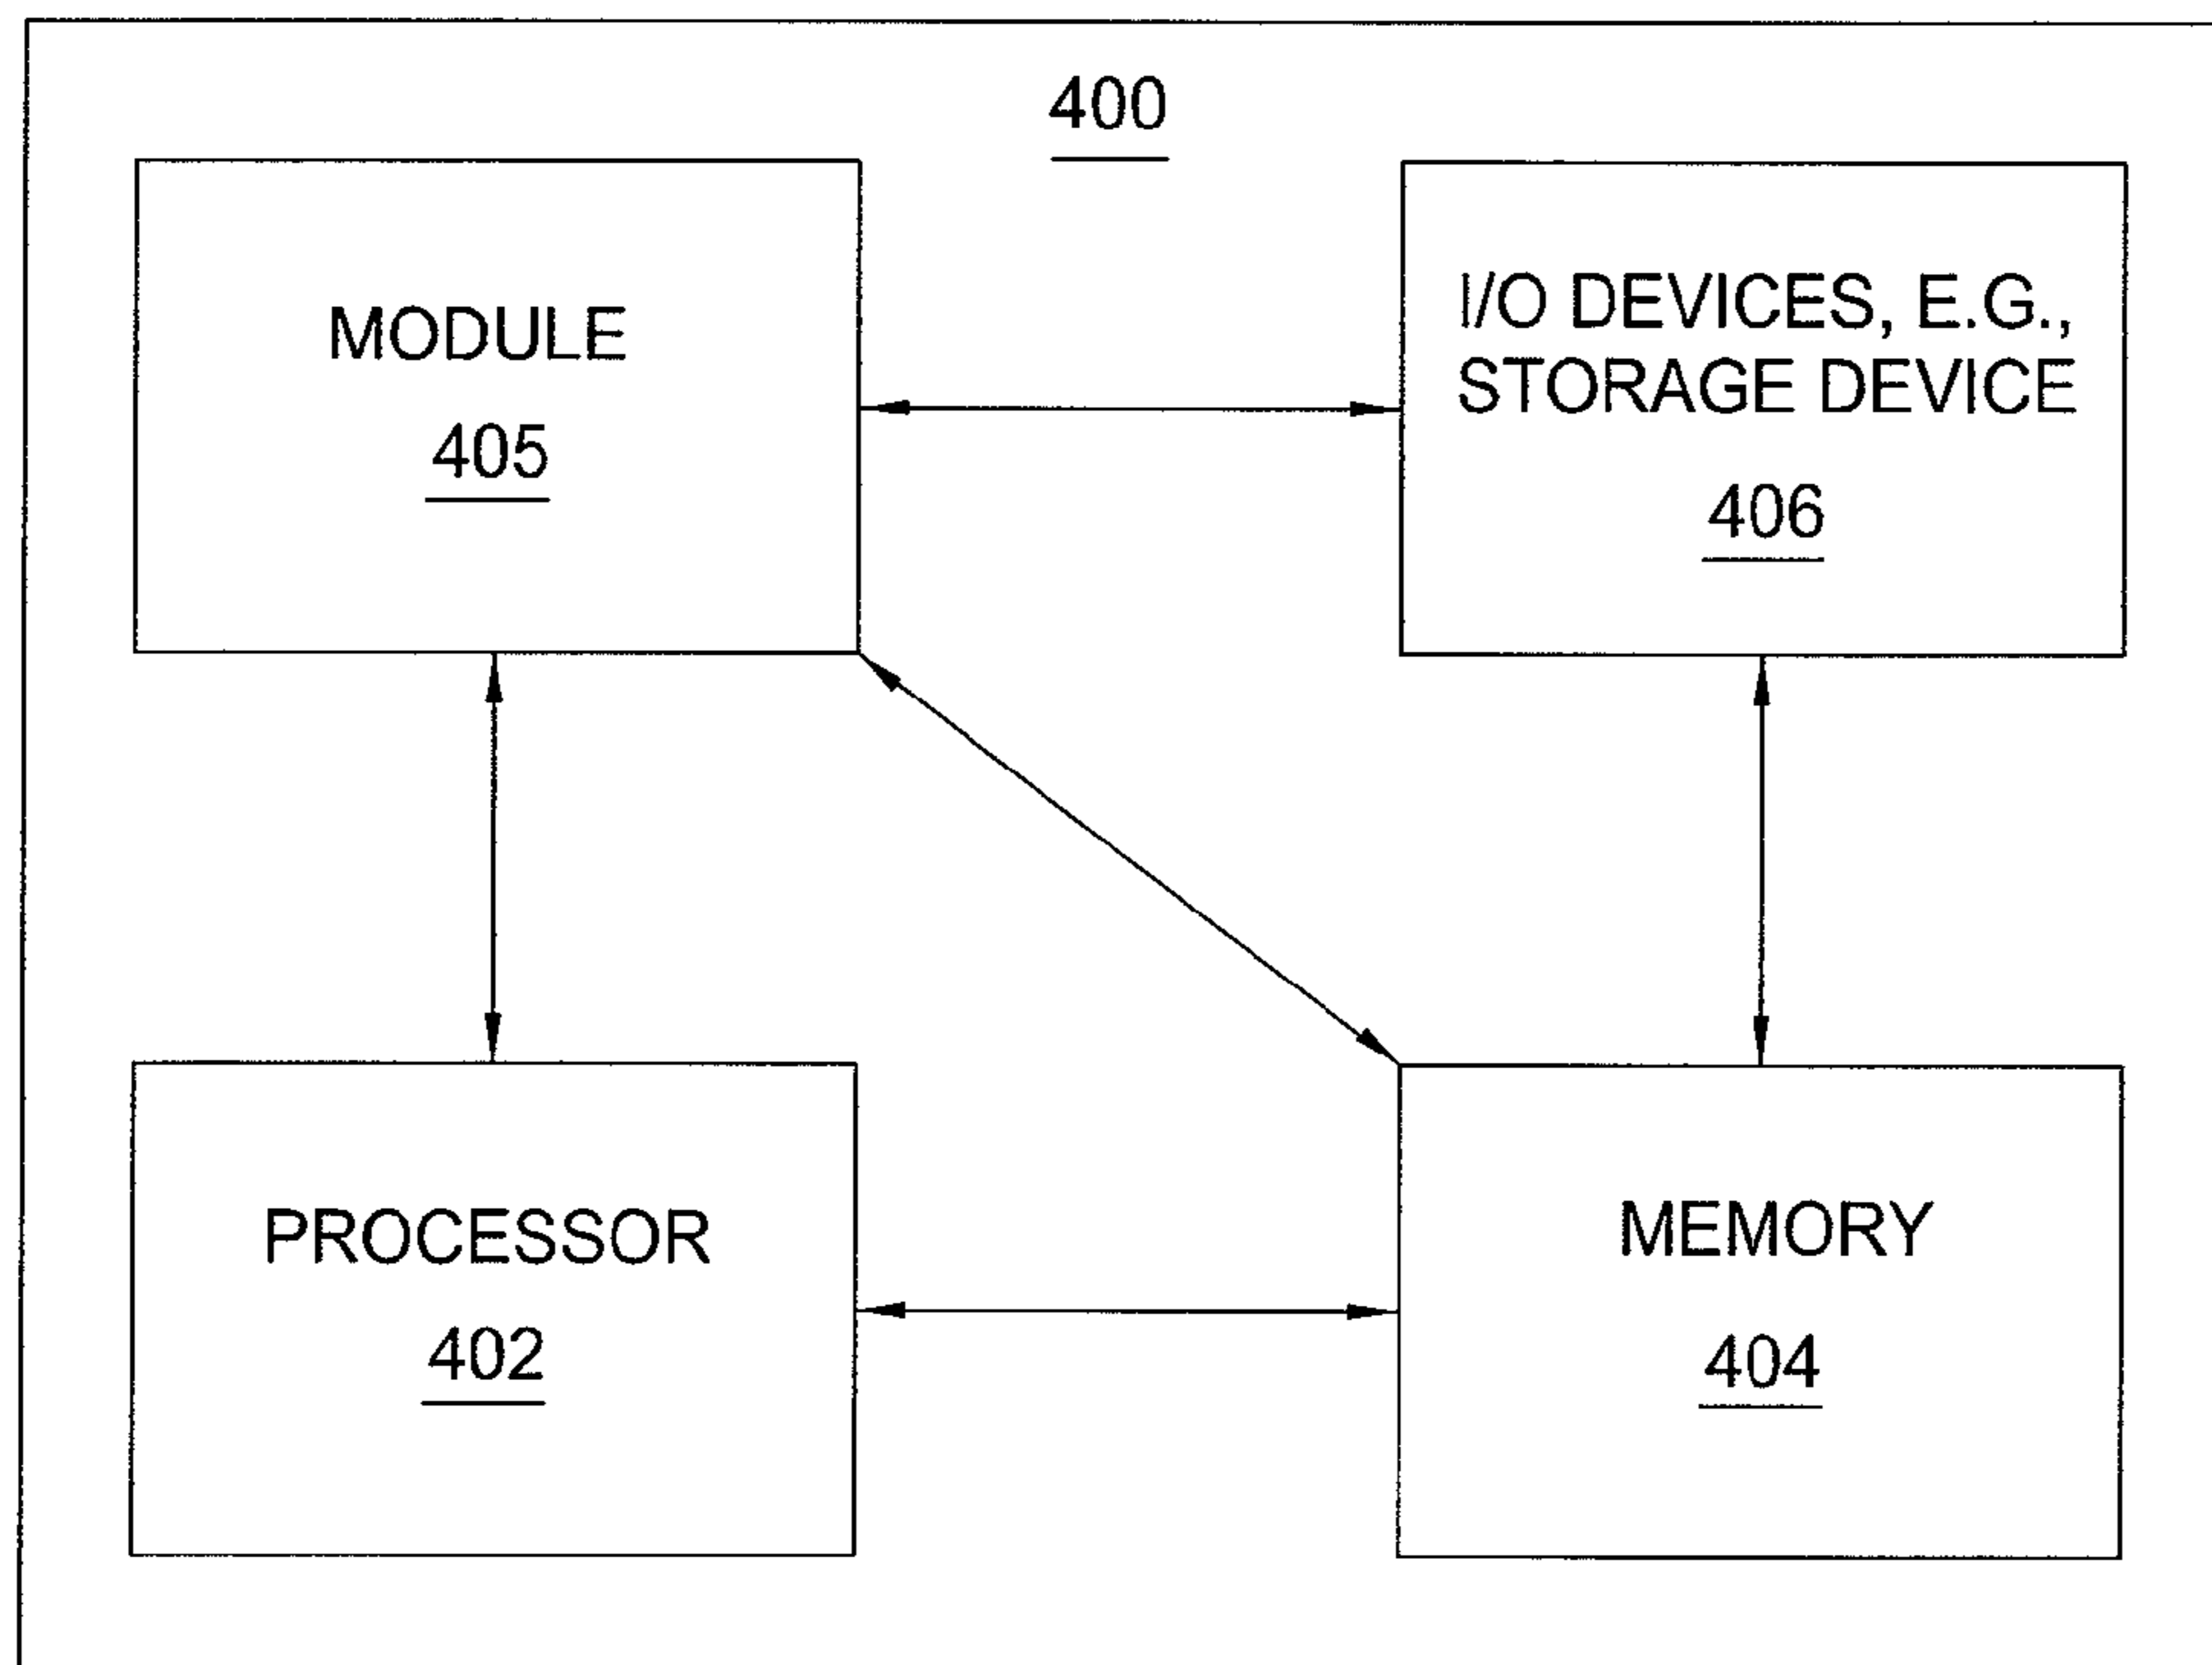 400
MODULE
405
I/O DEVICES, E.G.,
STORAGE DEVICE
406
PROCESSOR
402
MEMORY
404